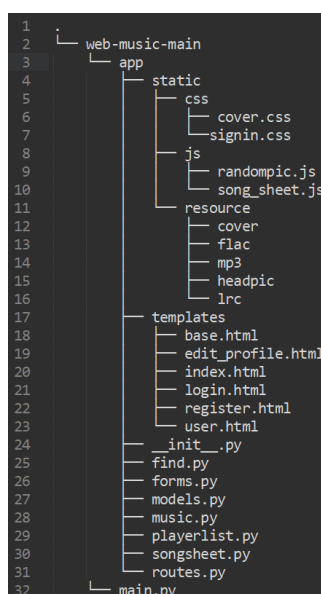 1 .
2 └── web-music-main
3     └── app
4         ├── static
5         │   ├── css
6         │   │   ├── cover.css
7         │   │   └──signin.css
8         │   ├── js
9         │   │   ├── randompic.js
10         │   │   └── song_sheet.js
11         │   └── resource
12         │       ├── cover
13         │       ├── flac
14         │       ├── mp3
15         │       ├── headpic
16         │       └── lrc
17         ├── templates
18         │   ├── base.html
19         │   ├── edit_profile.html
20         │   ├── index.html
21         │   ├── login.html
22         │   ├── register.html
23         │   └── user.html
24         ├── __init__.py
25         ├── find.py
26         ├── forms.py
27         ├── models.py
28         ├── music.py
29         ├── playerlist.py
30         ├── songsheet.py
31         └── routes.py
32     └── main.py